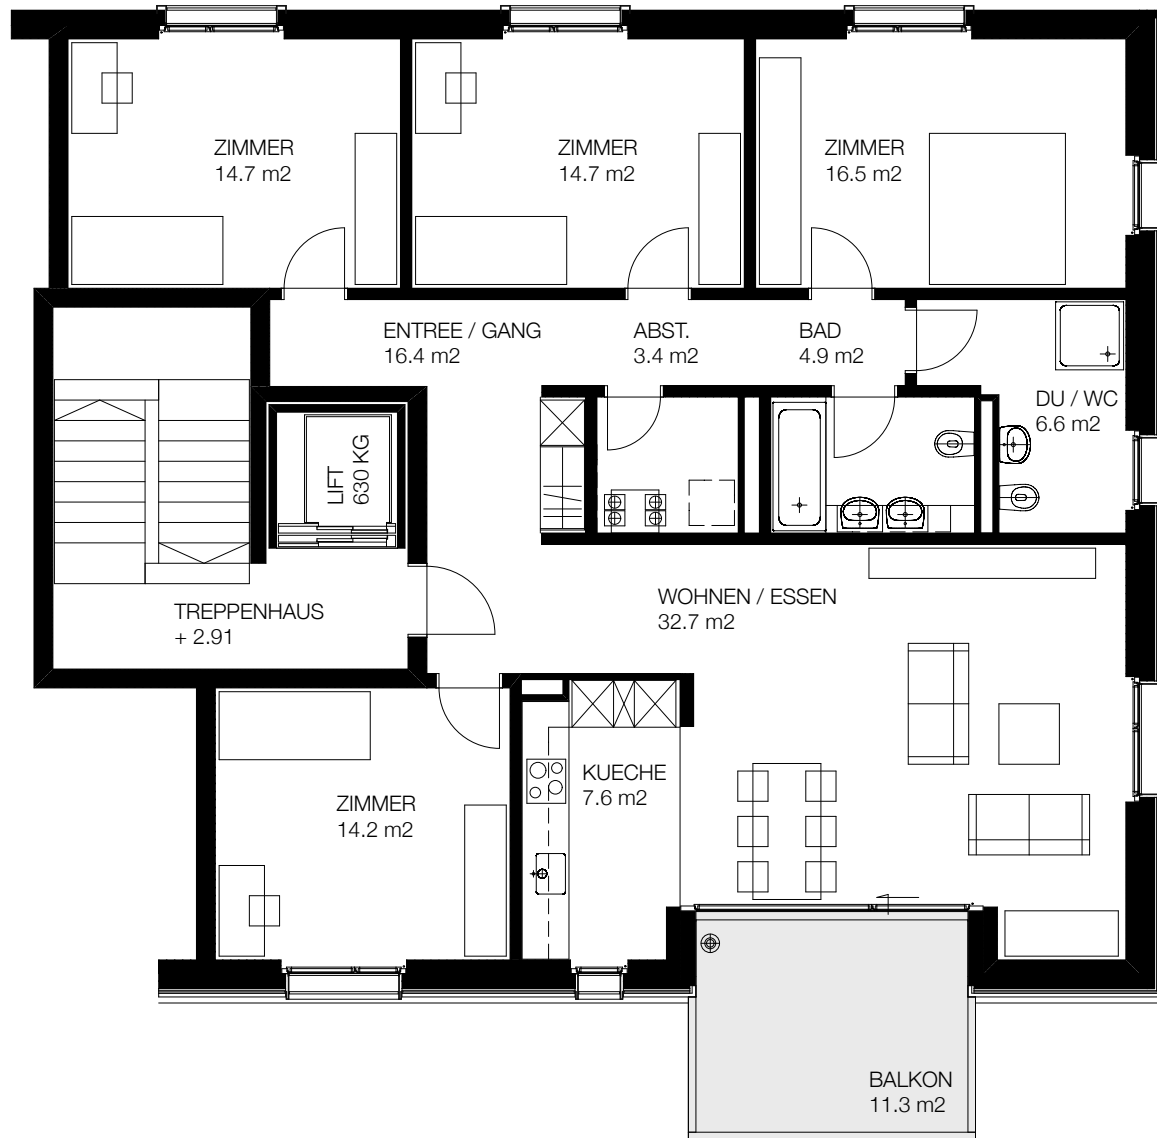 ZIMMER
14.7 m2
ZIMMER
14.7 m2
ZIMMER
16.5 m2
ENTREE / GANG
16.4 m2
ABST.
3.4 m2
BAD
4.9 m2
DU / WC
6.6 m2
LIFT
630 KG
TREPPENHAUS
+ 2.91
WOHNEN / ESSEN
32.7 m2
KUECHE
7.6 m2
ZIMMER
14.2 m2
BALKON
11.3 m2